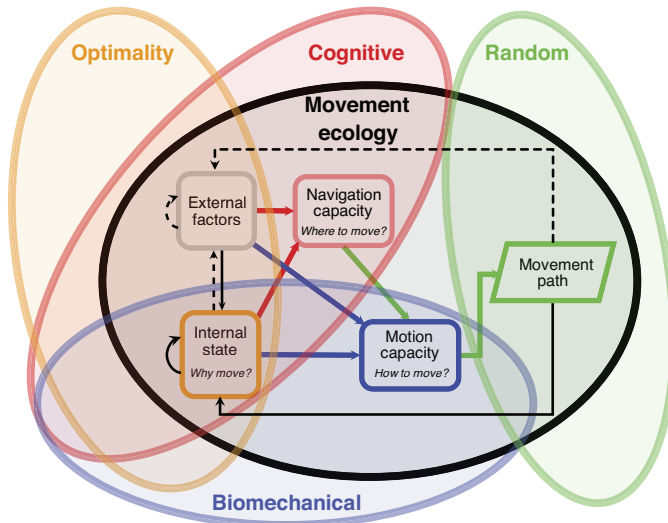 Optimality
Cognitive
Random
Movement
ecology
External
factors
Navigation
capacity
Where to move?
Movement
path
Internal
state
Why move?
Motion
capacity
How to move?
Biomechanical